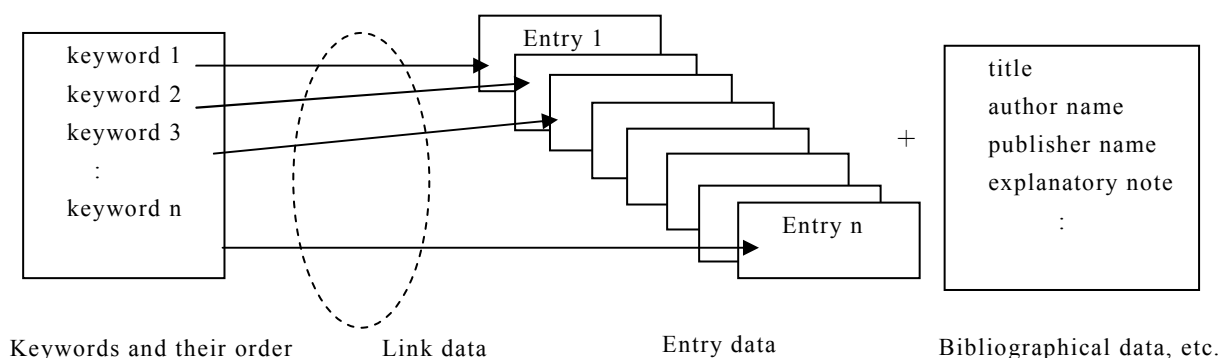 keyword 1
keyword 2
keyword 3
:
keyword n
Entry 1
Entry n
+
title
author name
publisher name
explanatory note
:
Keywords and their order
Link data
Entry data
Bibliographical data, etc.